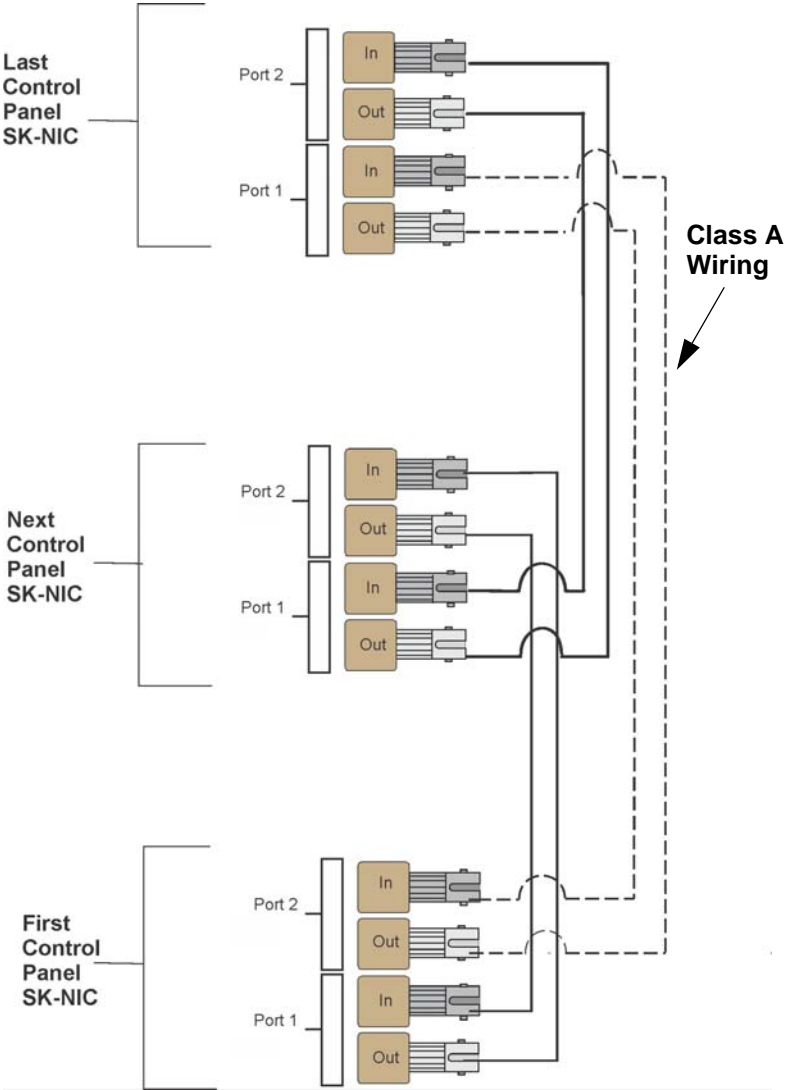 Last
Control
Panel
SK-NIC
Port 2
In
Out
Port 1
In
Out
Class A
Wiring
Next
Control
Panel
SK-NIC
Port 2
In
Out
Port 1
In
Out
First
Control
Panel
SK-NIC
Port 2
In
Out
Port 1
In
Out